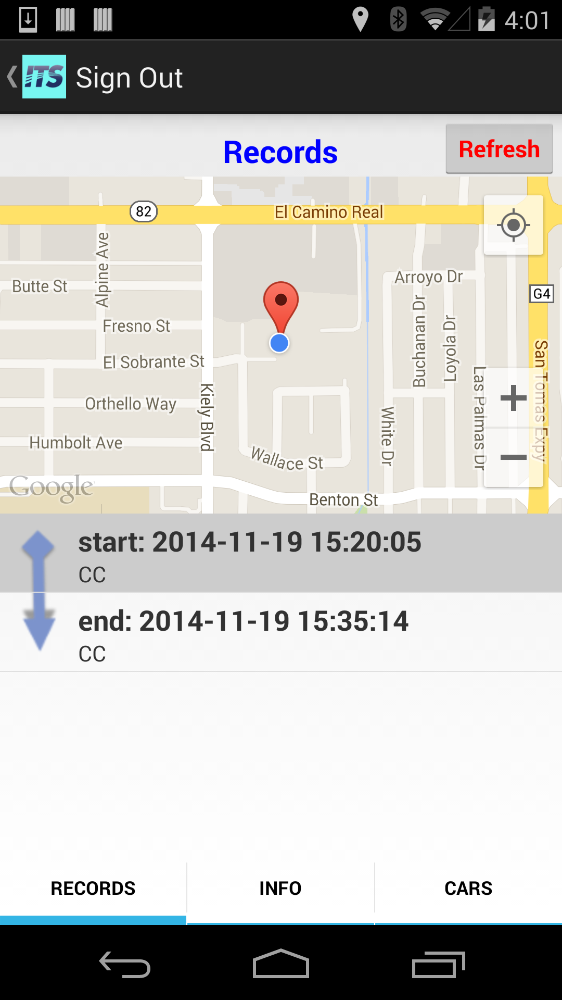 4:01
ITS Sign Out
Records
Refresh
82
El Camino Real
Alpine Ave
Butte St
Arroyo Dr
G4
Fresno St
Buchanan Dr
Loyola Dr
El Sobrante St
San Tomas Expy
Las Palmas Dr
Kiely Blvd
Orthello Way
White Dr
Humbolt Ave
Wallace St
Google
Benton St
start: 2014-11-19 15:20:05
CC
end: 2014-11-19 15:35:14
CC
RECORDS
INFO
CARS